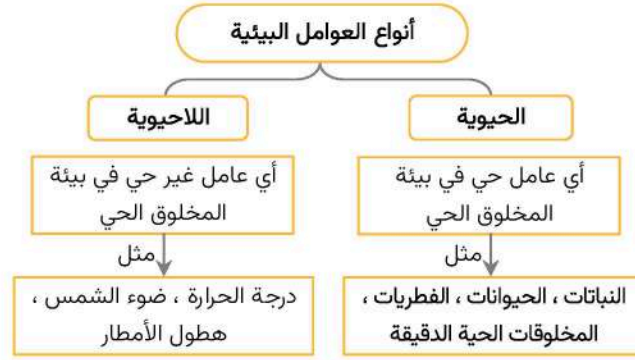 أنواع العوامل البيئية
الحيوية
اللاحيوية
أي عامل حي في بيئة
المخلوق الحي
أي عامل غير حي في بيئة
المخلوق الحي
مثل
مثل
النباتات ، الحيوانات ، الفطريات ،
المخلوقات الحية الدقيقة
درجة الحرارة ، ضوء الشمس ،
هطول الأمطار